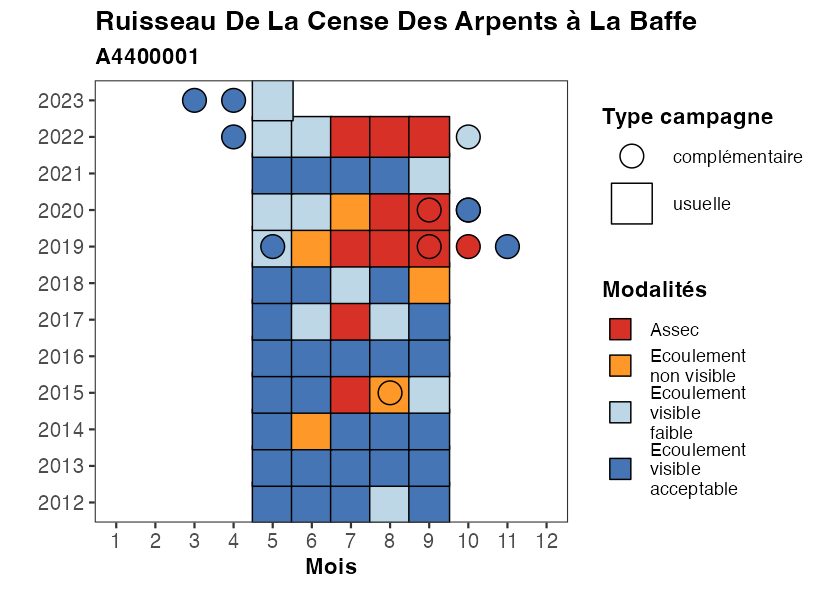 Ruisseau De La Cense Des Arpents à La Baffe
A4400001
2023
2022
2021
2020
2019
2018
2017
2016
2015
2014
2013
2012
1 2 3 4 5 6 7 8 9 10 11 12
Mois
Type campagne
complémentaire
usuelle
Modalités
Assec
Ecoulement
non visible
Ecoulement
visible
faible
Ecoulement
visible
acceptable